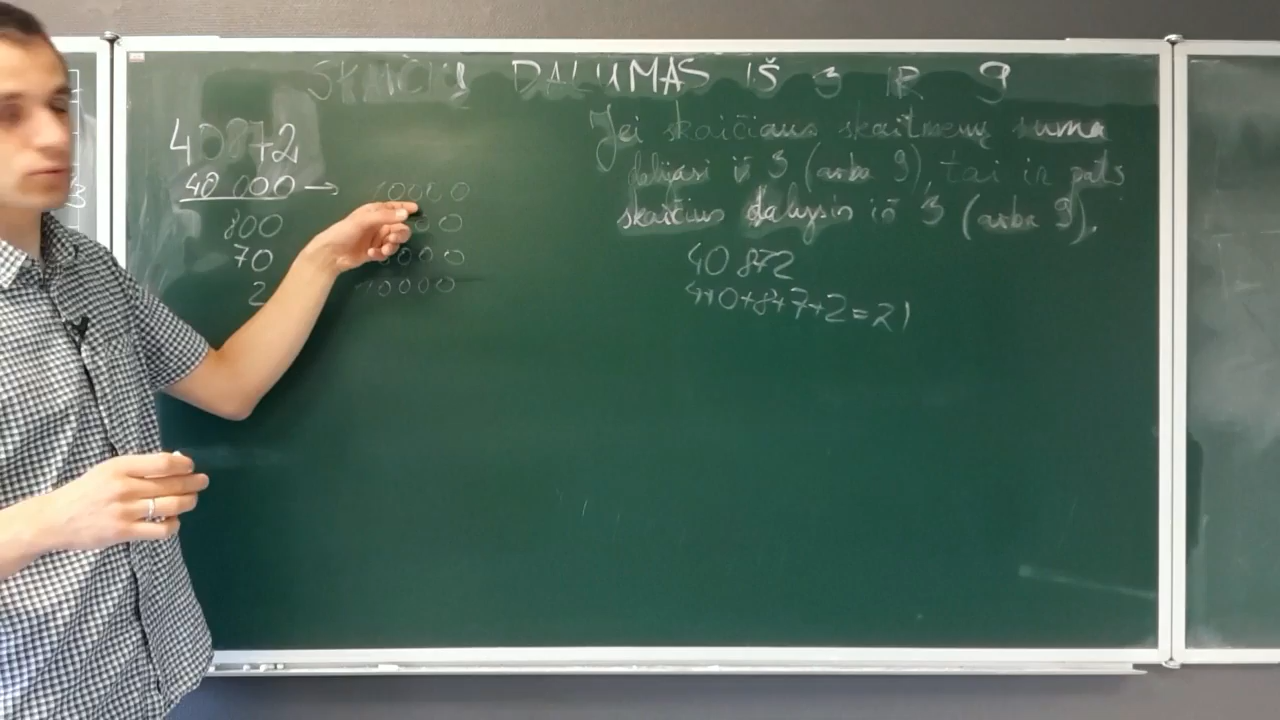 SKAIČIŲ DALUMAS IŠ 3 IR 9
40872
40 000 → 10000
800
70
2
10000
Jei skaičiaus skaitmenų suma
dalijasi iš 3 (arba 9), tai ir pats
skaičius dalysis iš 3 (arba 9).
40 872
4+0+8+7+2=21